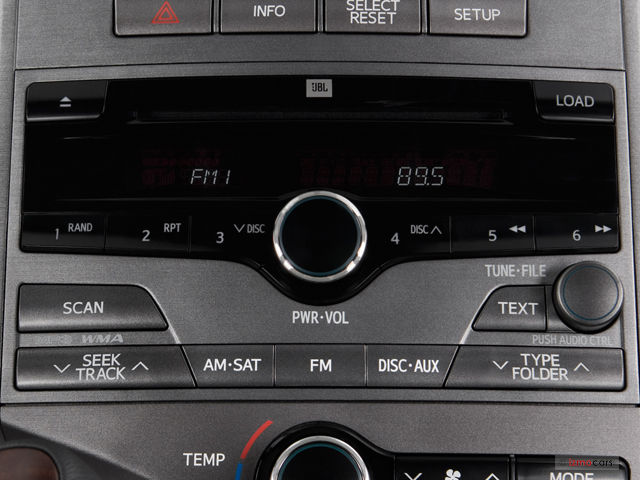 INFO
SELECT
RESET
SETUP
JBL
LOAD
FM1
89.5
1 RAND
2 RPT
3 DISC
4 DISC
5
6
TUNE·FILE
SCAN
PWR·VOL
TEXT
WMA
PUSH AUDIO CTRL
SEEK
TRACK
AM·SAT
FM
DISC·AUX
TYPE
FOLDER
TEMP
MODE